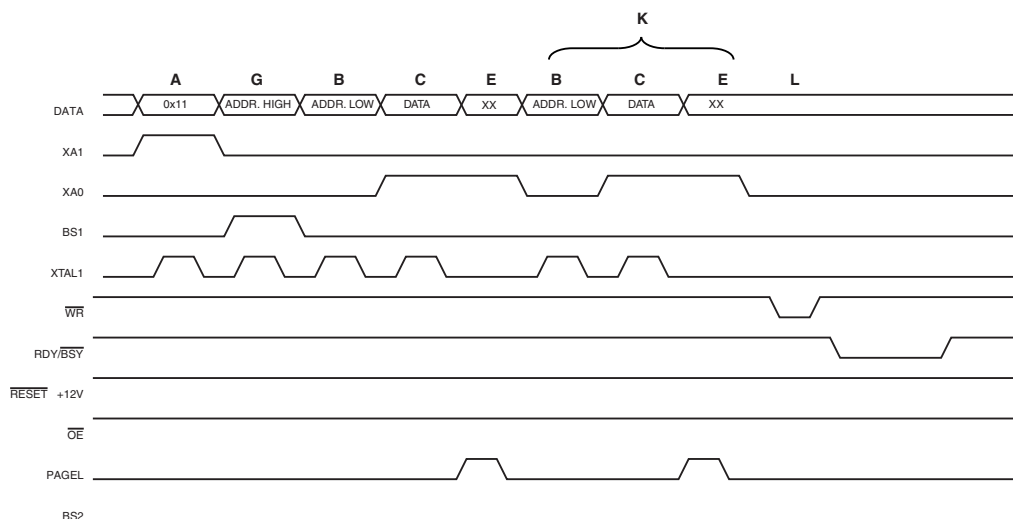 K
A G B C E B C E L
DATA 0x11 ADDR. HIGH ADDR. LOW DATA XX ADDR. LOW DATA XX
XA1
XA0
BS1
XTAL1
WR
RDY/BSY
RESET +12V
OE
PAGEL
BS2